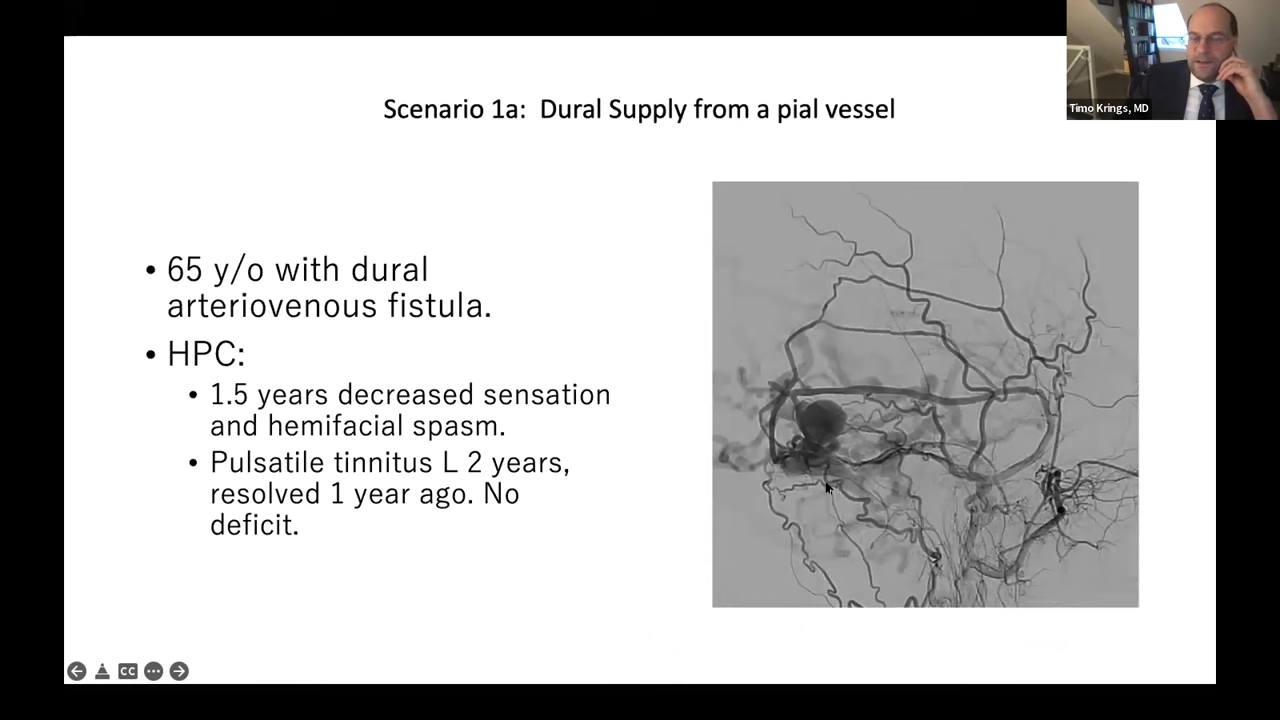 Timo Krings, MD
Scenario 1a: Dural Supply from a pial vessel
• 65 y/o with dural
arteriovenous fistula.
• HPC:
• 1.5 years decreased sensation
and hemifacial spasm.
• Pulsatile tinnitus L 2 years,
resolved 1 year ago. No
deficit.
CC